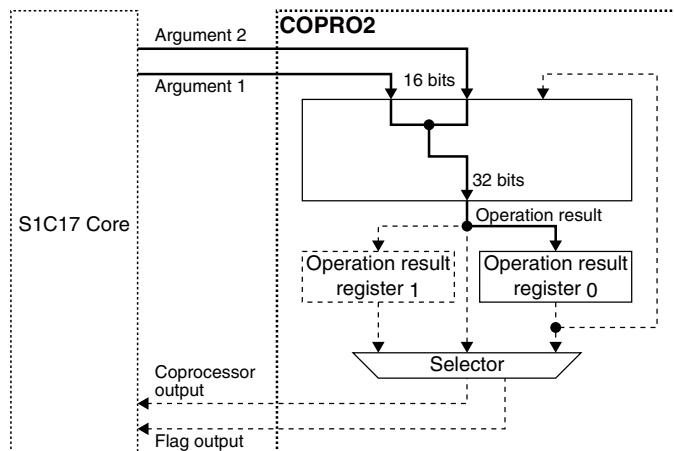 COPRO2
Argument 2
Argument 1
16 bits
32 bits
S1C17 Core
Operation result
Operation result
register 1
Operation result
register 0
Selector
Coprocessor
output
Flag output